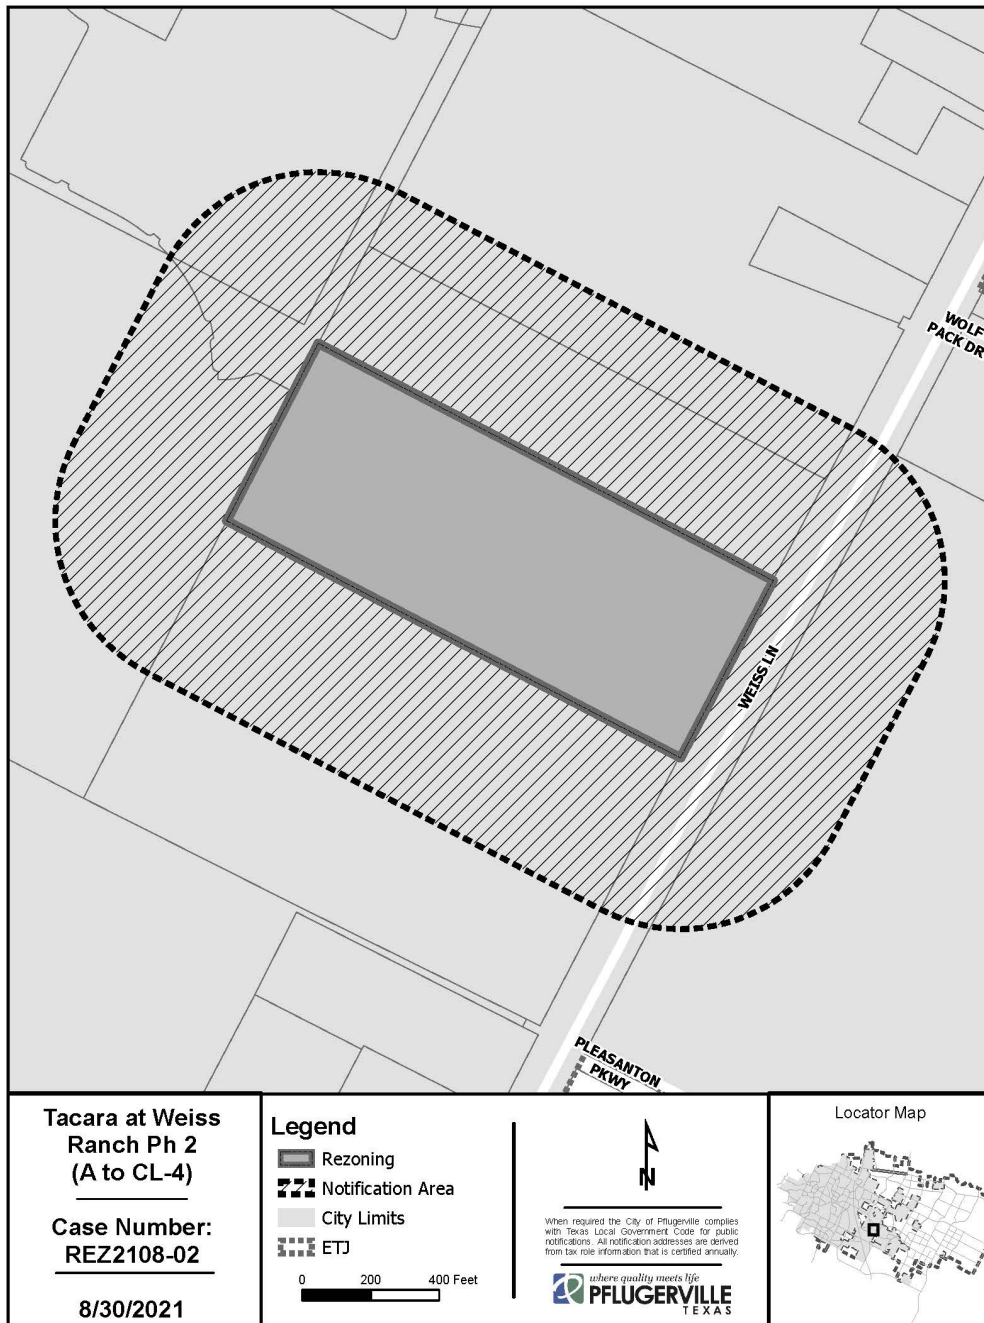 WOLF
PACK DR
WEISS LN
PLEASANTON
PKWY
Tacara at Weiss
Ranch Ph 2
(A to CL-4)
Case Number:
REZ2108-02
8/30/2021
Legend
Rezoning
Notification Area
City Limits
ETJ
0 200 400 Feet
N
When required the City of Pflugerville complies
with Texas Local Government Code for public
notifications. All notification addresses are derived
from tax role information that is certified annually.
where quality meets life
PFLUGERVILLE
TEXAS
Locator Map